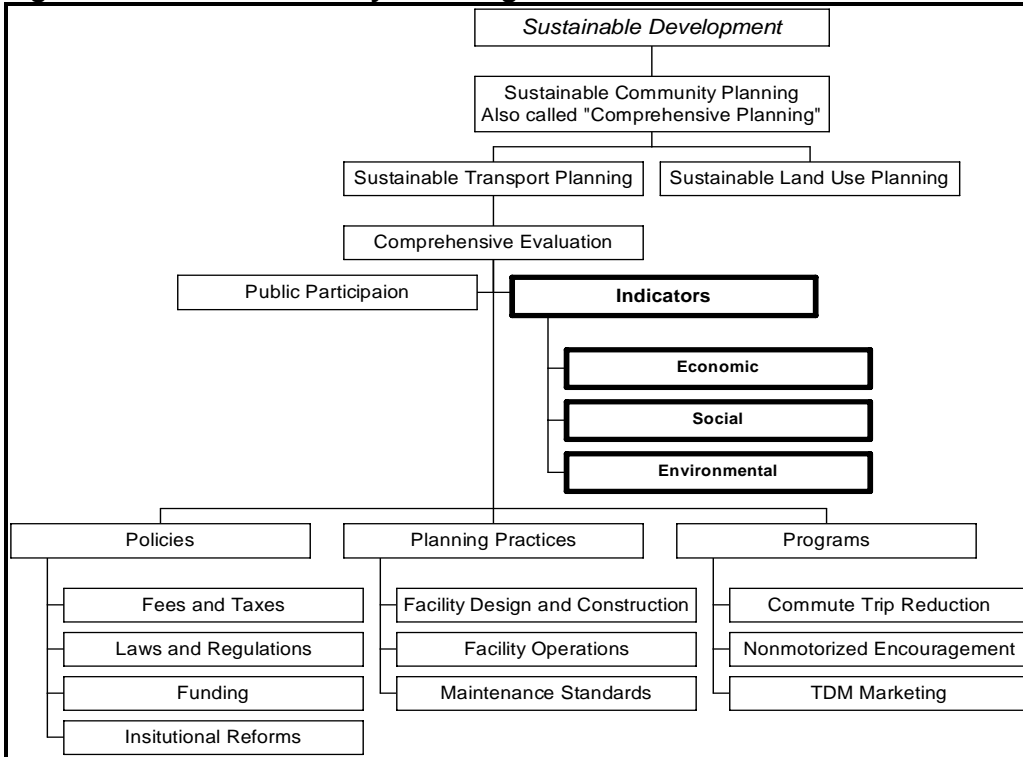 Sustainable Development
Sustainable Community Planning
Also called "Comprehensive Planning"
Sustainable Transport Planning
Sustainable Land Use Planning
Comprehensive Evaluation
Public Participaion
Indicators
Economic
Social
Environmental
Policies
Planning Practices
Programs
Fees and Taxes
Facility Design and Construction
Commute Trip Reduction
Laws and Regulations
Facility Operations
Nonmotorized Encouragement
Funding
Maintenance Standards
TDM Marketing
Insitutional Reforms